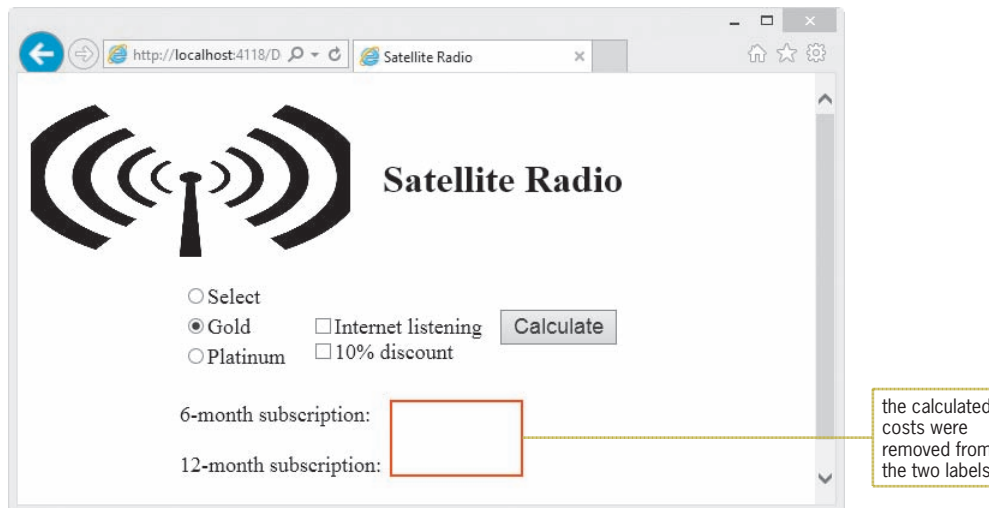 http://localhost:4118/D
Satellite Radio
Satellite Radio
Select
Gold
Platinum
Internet listening
10% discount
Calculate
6-month subscription:
12-month subscription:
the calculated
costs were
removed from
the two labels